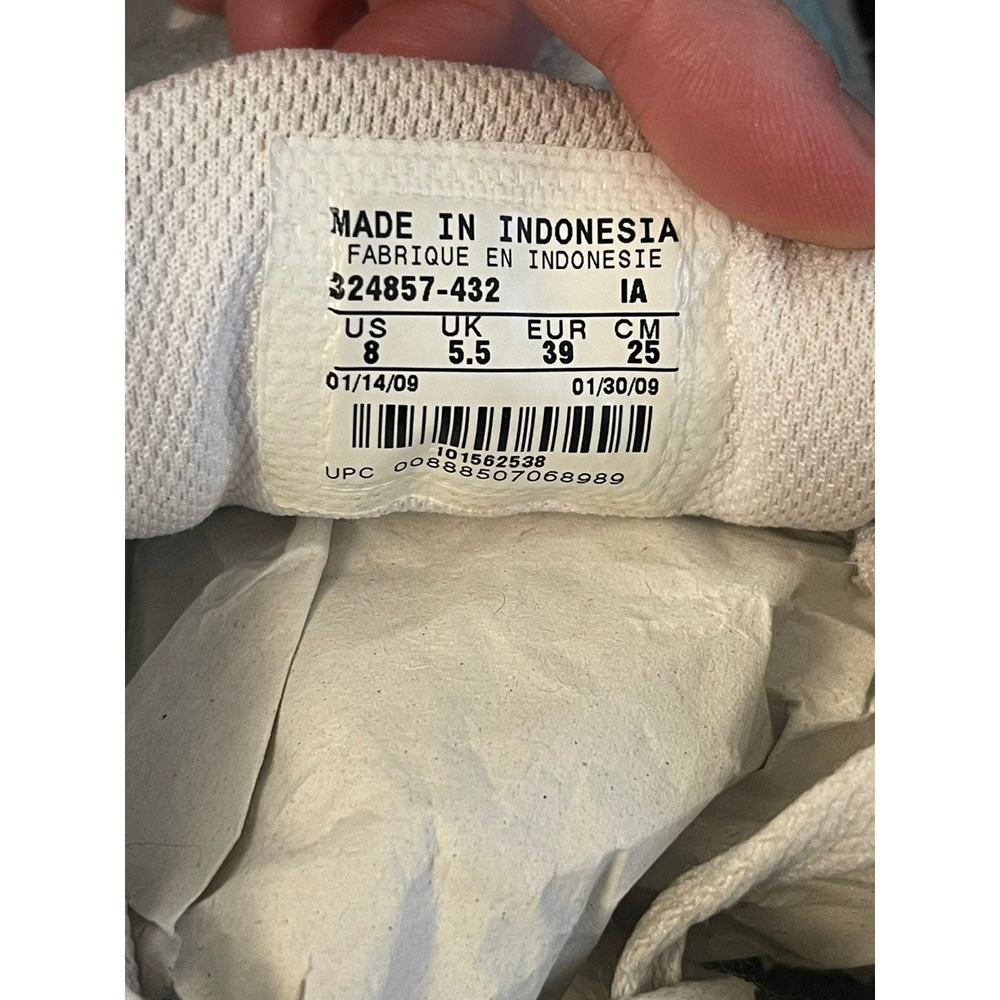 MADE IN INDONESIA
FABRIQUE EN INDONESIE
324857-432 IA
US UK EUR CM
8 5.5 39 25
01/14/09 01/30/09
101562538
UPC 00888507068989